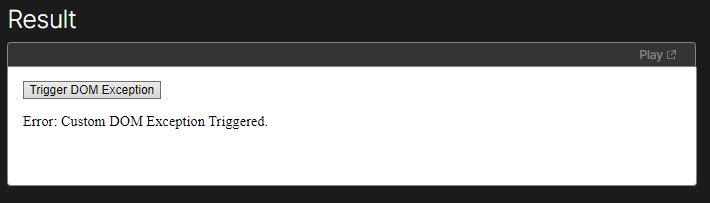 Result
Play
Trigger DOM Exception
Error: Custom DOM Exception Triggered.